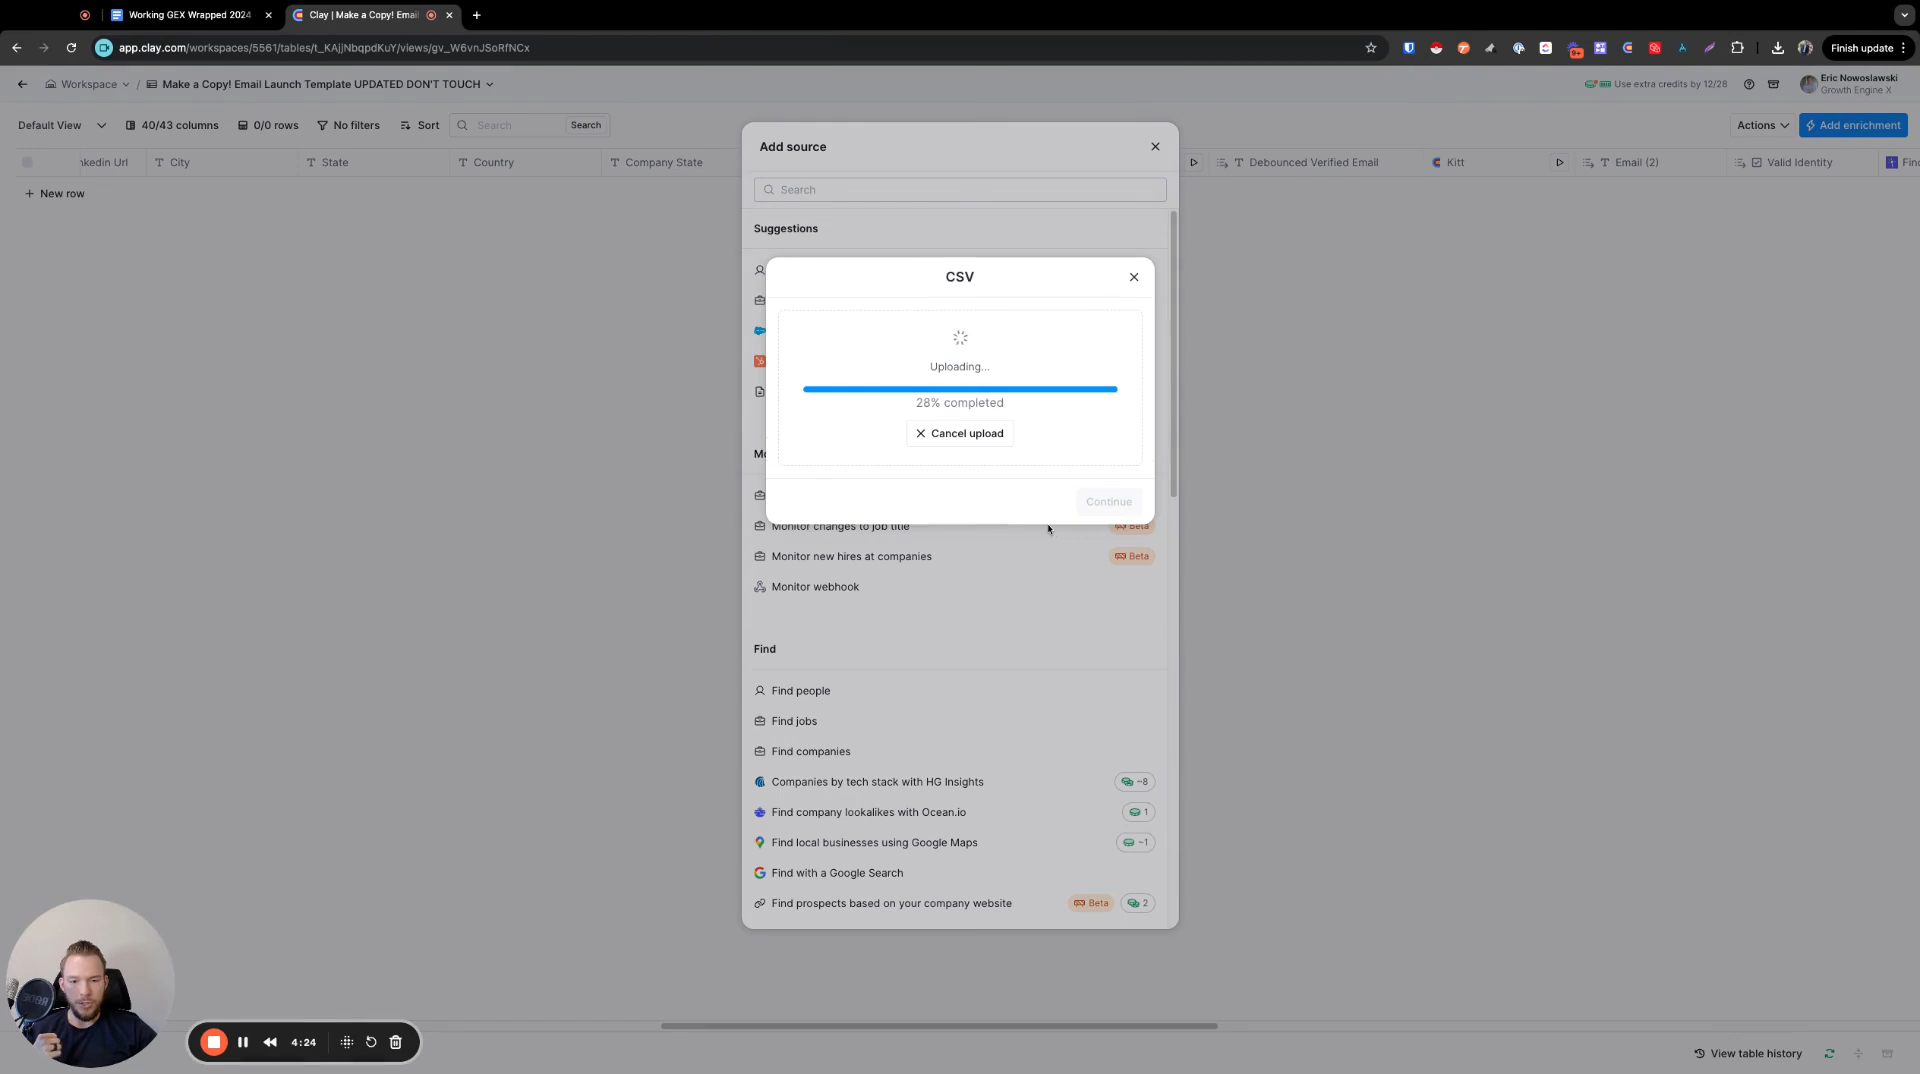 Working GEX Wrapped 2024
Clay | Make a Copy! Email
app.clay.com/workspaces/5561/tables/t_KAjjNbqpdKuY/views/gv_W6vnJSoRfNCx
9+
Finish update
Workspace / Make a Copy! Email Launch Template UPDATED DON'T TOUCH
Use extra credits by 12/28
Eric Nowoslawski
Growth Engine X
Default View
40/43 columns
0/0 rows
No filters
Sort
Search
Search
Actions
Add enrichment
nkedin Url
City
State
Country
Company State
Debounced Verified Email
Kitt
Email (2)
Valid Identity
Find
New row
Add source
Search
Suggestions
CSV
Uploading...
28% completed
Cancel upload
Continue
Monitor changes to job title
Beta
Monitor new hires at companies
Beta
Monitor webhook
Find
Find people
Find jobs
Find companies
Companies by tech stack with HG Insights
~8
Find company lookalikes with Ocean.io
1
Find local businesses using Google Maps
~1
Find with a Google Search
Find prospects based on your company website
Beta
2
4:24
View table history